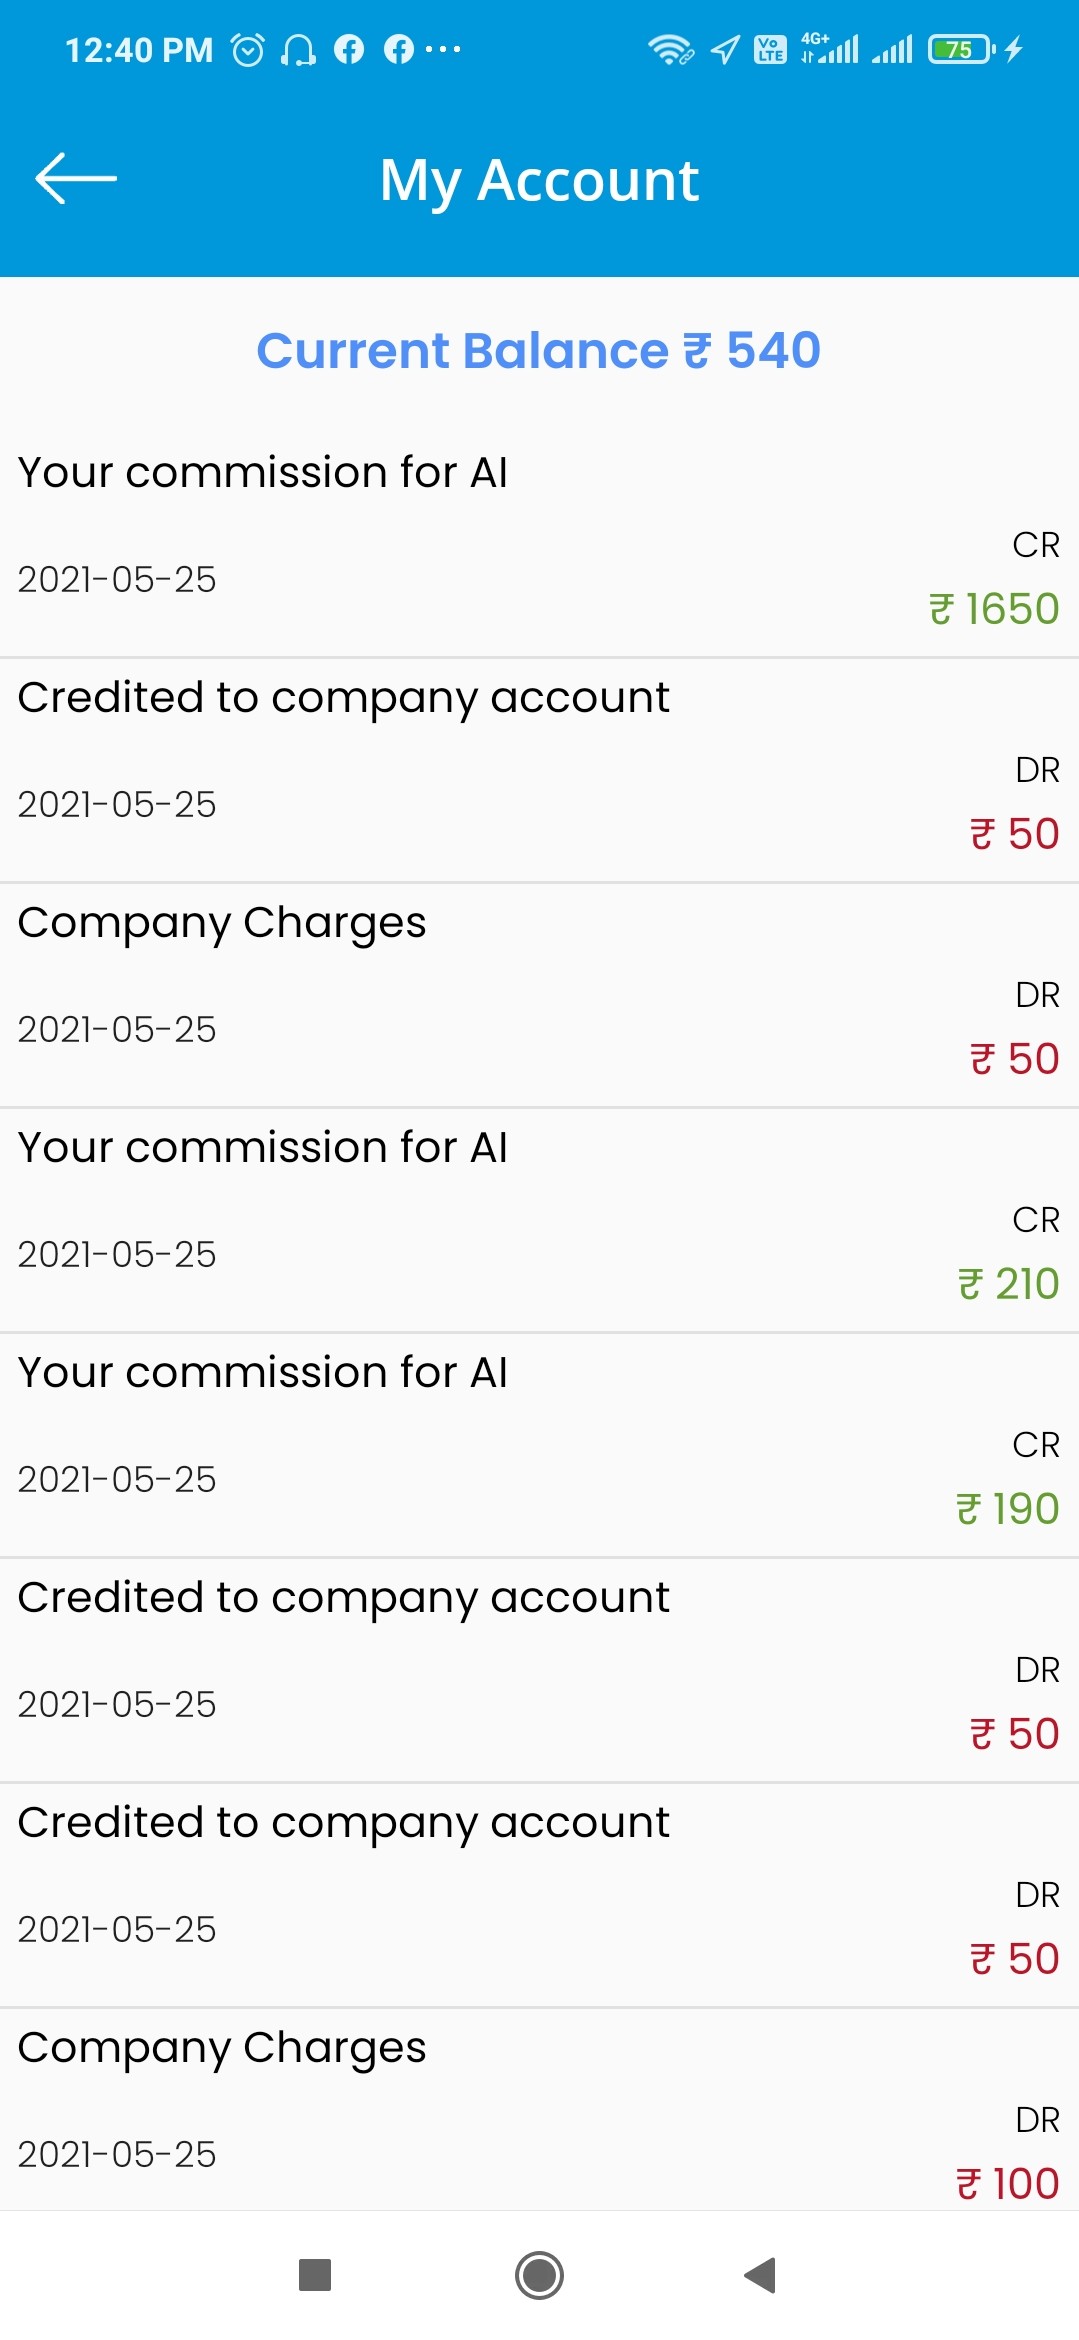 12:40 PM
Vo LTE 4G+ 75
My Account
Current Balance ₹ 540
Your commission for AI
CR
2021-05-25
₹ 1650
Credited to company account
DR
2021-05-25
₹ 50
Company Charges
DR
2021-05-25
₹ 50
Your commission for AI
CR
2021-05-25
₹ 210
Your commission for AI
CR
2021-05-25
₹ 190
Credited to company account
DR
2021-05-25
₹ 50
Credited to company account
DR
2021-05-25
₹ 50
Company Charges
DR
2021-05-25
₹ 100